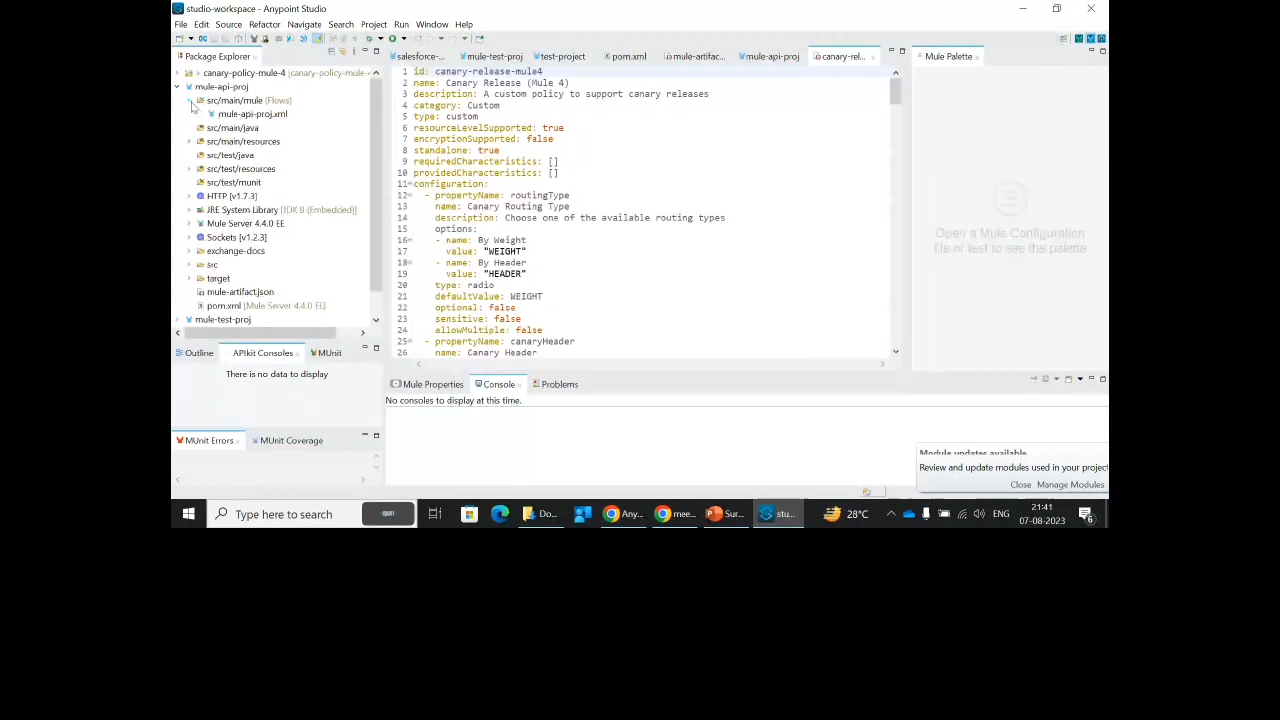 studio-workspace - Anypoint Studio
File Edit Source Refactor Navigate Search Project Run Window Help
Package Explorer
> canary-policy-mule-4 [canary-policy-mule-
mule-api-proj
src/main/mule (Flows)
mule-api-proj.xml
src/main/java
src/main/resources
src/test/java
src/test/resources
src/test/munit
HTTP [v1.7.3]
JRE System Library [JDK 8 (Embedded)]
Mule Server 4.4.0 EE
Sockets [v1.2.3]
exchange-docs
src
target
mule-artifact.json
pom.xml [Mule Server 4.4.0 EE]
mule-test-proj
Outline APIkit Consoles MUnit
There is no data to display
MUnit Errors MUnit Coverage
salesforce-... mule-test-proj test-project pom.xml mule-artifac... mule-api-proj canary-rel...
1 id: canary-release-mule4
2 name: Canary Release (Mule 4)
3 description: A custom policy to support canary releases
4 category: Custom
5 type: custom
6 resourceLevelSupported: true
7 encryptionSupported: false
8 standalone: true
9 requiredCharacteristics: []
10 providedCharacteristics: []
11 configuration:
12 - propertyName: routingType
13 name: Canary Routing Type
14 description: Choose one of the available routing types
15 options:
16 - name: By Weight
17 value: "WEIGHT"
18 - name: By Header
19 value: "HEADER"
20 type: radio
21 defaultValue: WEIGHT
22 optional: false
23 sensitive: false
24 allowMultiple: false
25 - propertyName: canaryHeader
26 name: Canary Header
Mule Palette
Open a Mule Configuration
file or test to see the palette
Mule Properties Console Problems
No consoles to display at this time.
Module updates available
Review and update modules used in your project
Close Manage Modules
Type here to search
Do...
Any...
mee...
Sur...
stu...
28°C
ENG
21:41
07-08-2023
6